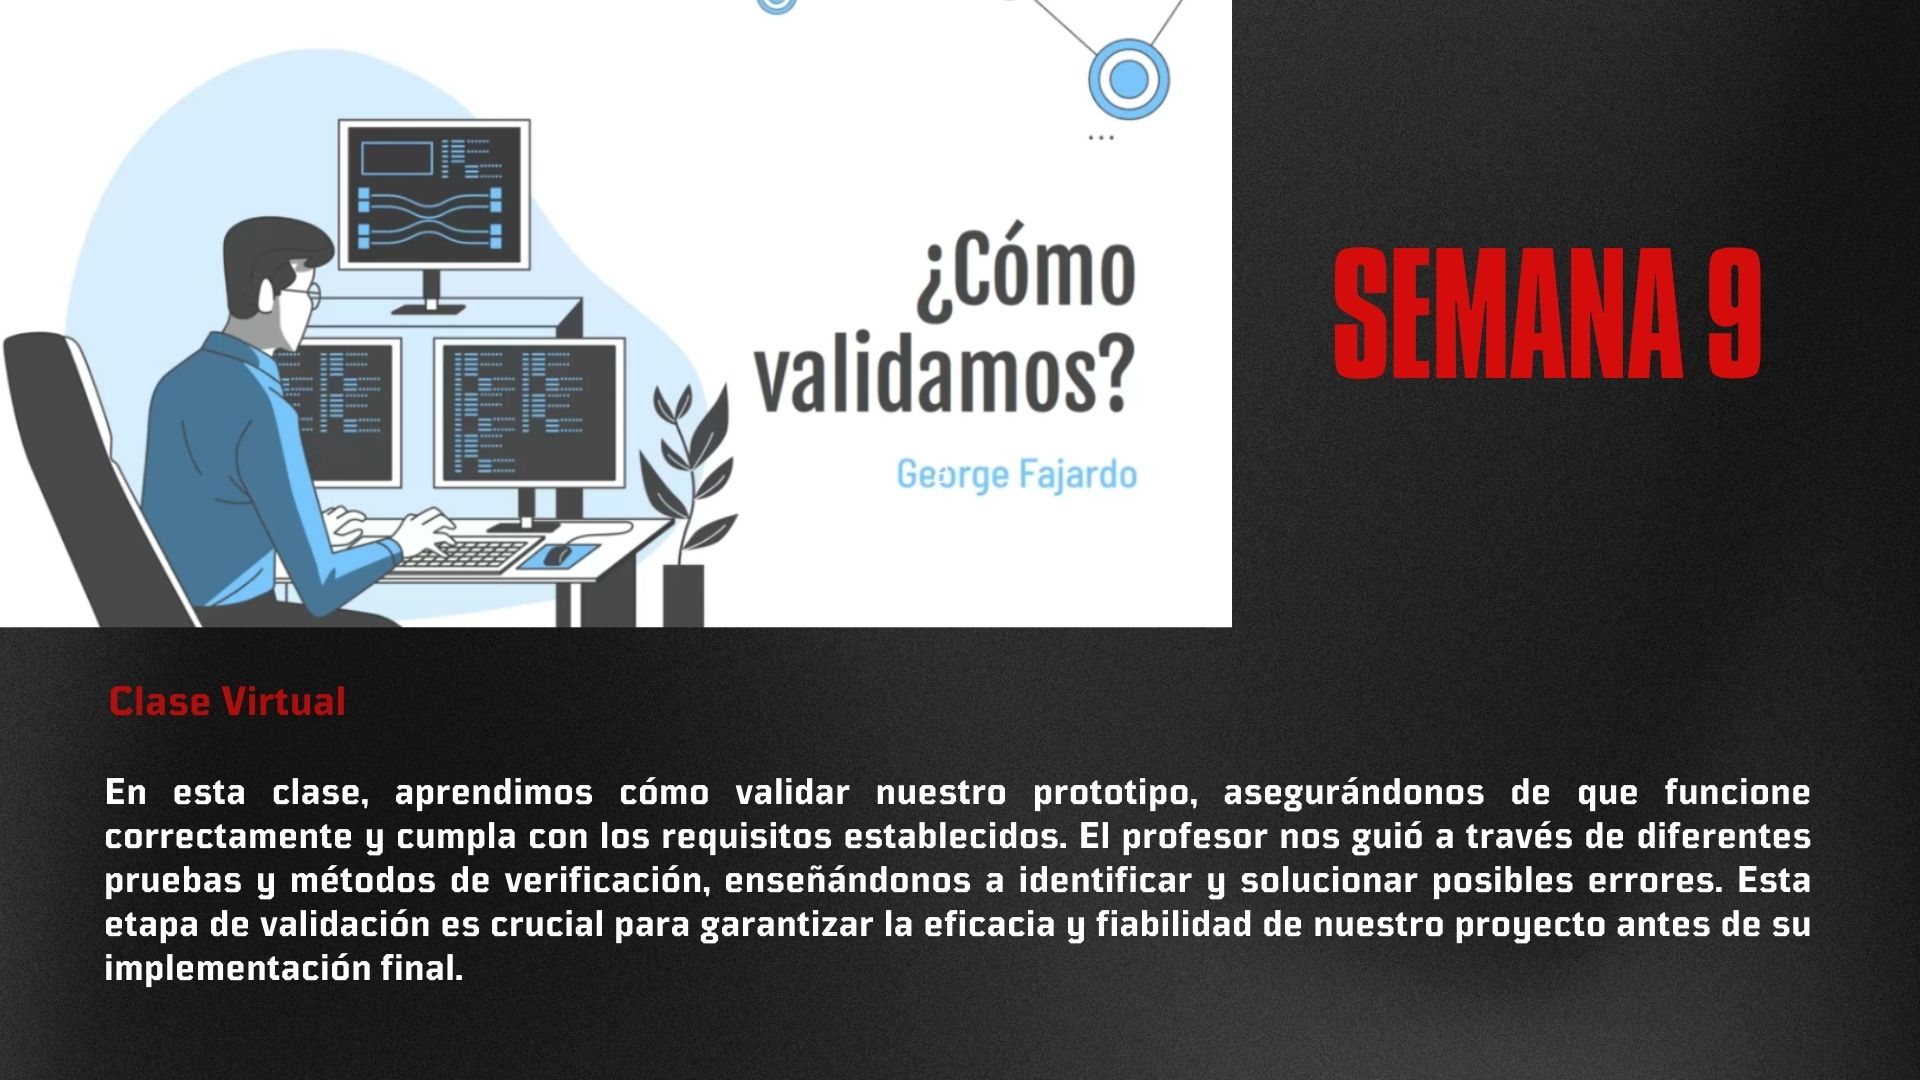 ¿Cómo
validamos?
George Fajardo
SEMANA 9
Clase Virtual
En esta clase, aprendimos cómo validar nuestro prototipo, asegurándonos de que funcione
correctamente y cumpla con los requisitos establecidos. El profesor nos guió a través de diferentes
pruebas y métodos de verificación, enseñándonos a identificar y solucionar posibles errores. Esta
etapa de validación es crucial para garantizar la eficacia y fiabilidad de nuestro proyecto antes de su
implementación final.